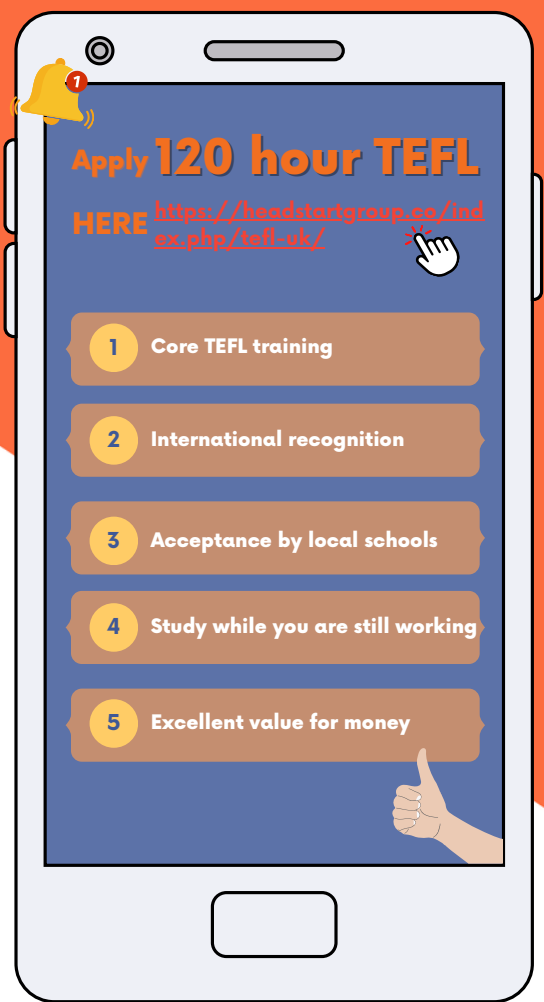 1
Apply 120 hour TEFL
HERE https://headstartgroup.co/ind
ex.php/tefl-uk/
1 Core TEFL training
2 International recognition
3 Acceptance by local schools
4 Study while you are still working
5 Excellent value for money